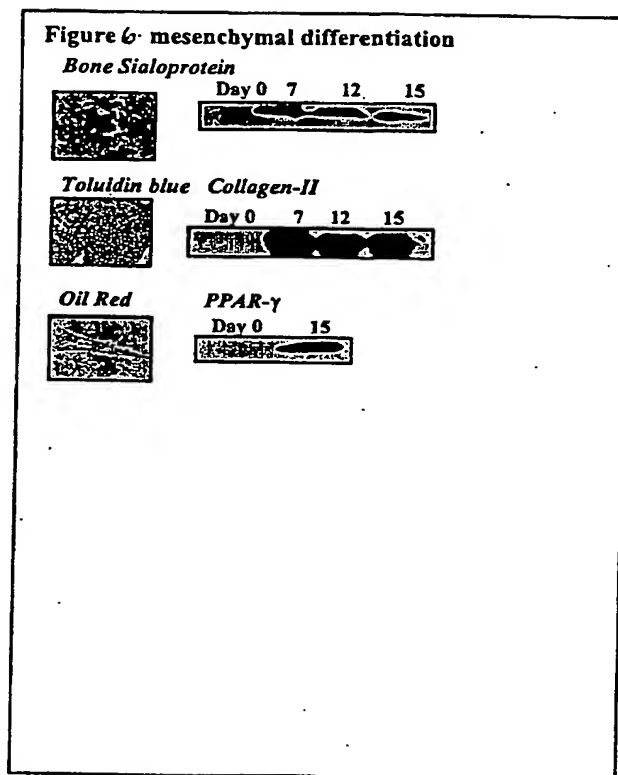 Figure 6. mesenchymal differentiation
Bone Sialoprotein
Day 0 7 12 15
Toluidin blue Collagen-II
Day 0 7 12 15
Oil Red PPAR-γ
Day 0 15